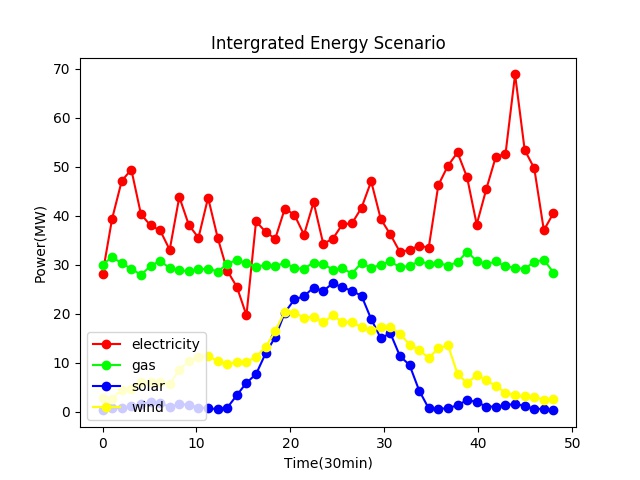 Intergrated Energy Scenario
Power(MW)
70
60
50
40
30
20
10
0
electricity
gas
solar
wind
0 10 20 30 40 50
Time(30min)